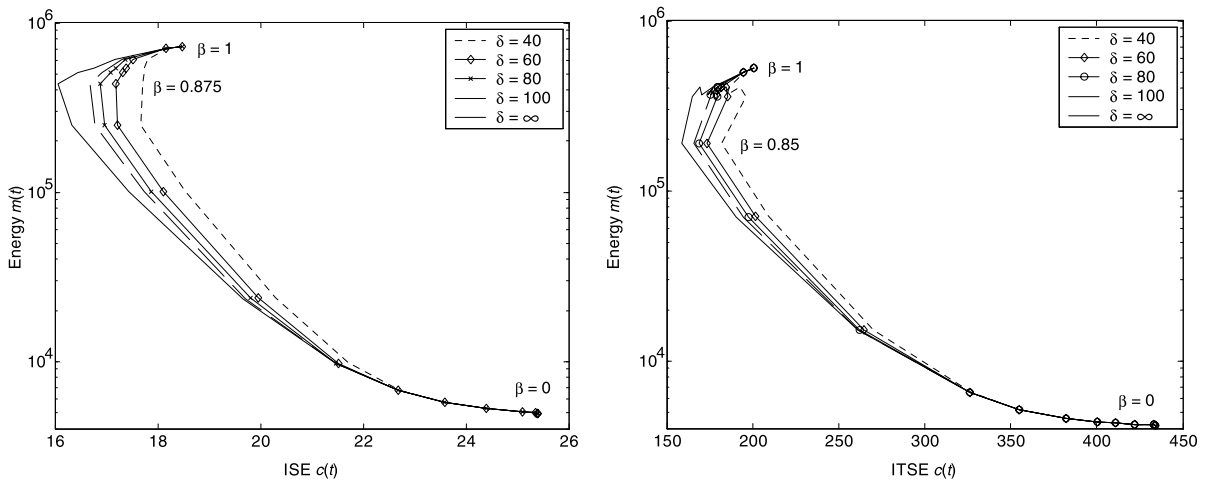 10⁶
10⁵
10⁴
Energy m(t)
16 18 20 22 24 26
ISE c(t)
β = 1
β = 0.875
β = 0
δ = 40
δ = 60
δ = 80
δ = 100
δ = ∞
10⁶
10⁵
10⁴
Energy m(t)
150 200 250 300 350 400 450
ITSE c(t)
β = 1
β = 0.85
β = 0
δ = 40
δ = 60
δ = 80
δ = 100
δ = ∞